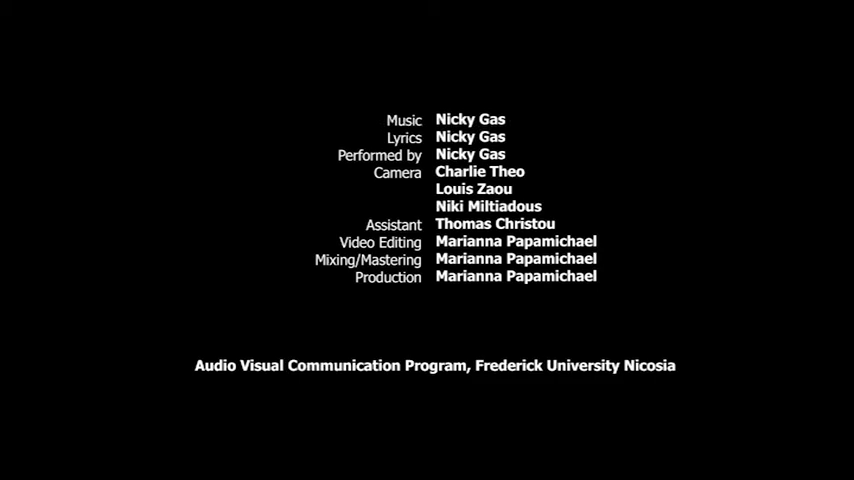 Music Nicky Gas
Lyrics Nicky Gas
Performed by Nicky Gas
Camera Charlie Theo
Louis Zaou
Niki Miltiadous
Assistant Thomas Christou
Video Editing Marianna Papamichael
Mixing/Mastering Marianna Papamichael
Production Marianna Papamichael
Audio Visual Communication Program, Frederick University Nicosia